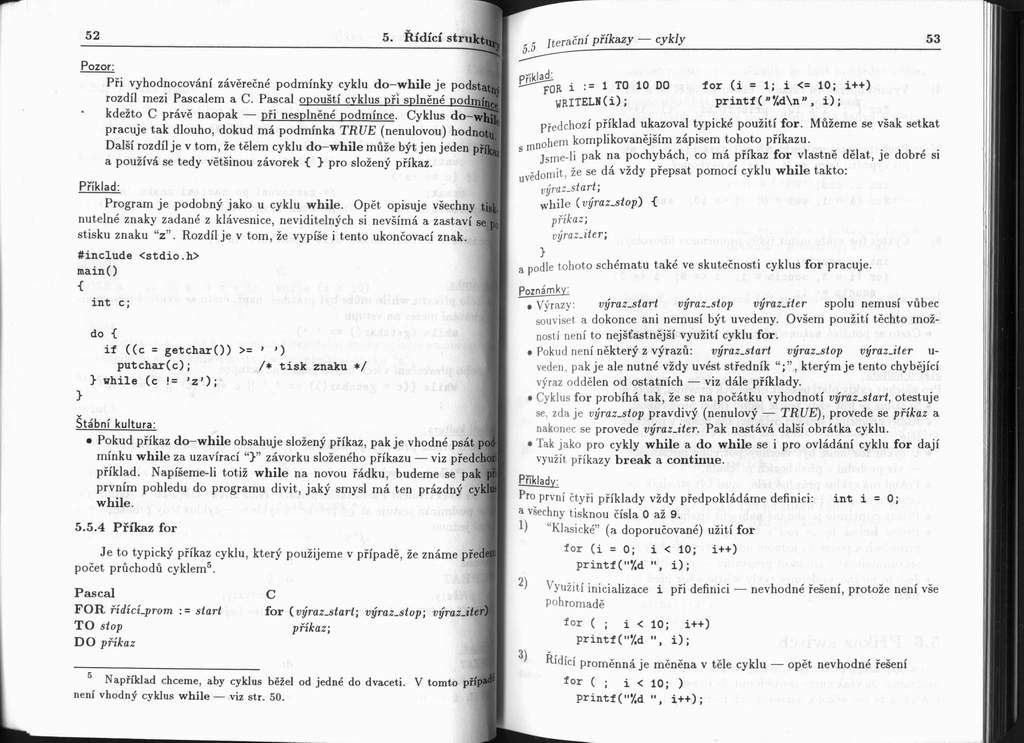 52 5. Řídící struktury
Pozor:
Při vyhodnocování závěrečné podmínky cyklu do–while je podstatný
rozdíl mezi Pascalem a C. Pascal opouští cyklus při splněné podmínce
kdežto C právě naopak — při nesplněné podmínce. Cyklus do–while
pracuje tak dlouho, dokud má podmínka TRUE (nenulovou) hodnotu.
Další rozdíl je v tom, že tělem cyklu do–while může být jen jeden příkaz
a používá se tedy většinou závorek { } pro složený příkaz.
Příklad:
Program je podobný jako u cyklu while. Opět opisuje všechny tisk-
nutelné znaky zadané z klávesnice, neviditelných si nevšímá a zastaví se po
stisku znaku “z”. Rozdíl je v tom, že vypíše i tento ukončovací znak.
#include <stdio.h>
main()
{
int c;
do {
if ((c = getchar()) >= ' ')
putchar(c); /* tisk znaku */
} while (c != 'z');
}
Štábní kultura:
• Pokud příkaz do–while obsahuje složený příkaz, pak je vhodné psát pod-
mínku while za uzavírací “}” závorku složeného příkazu — viz předchozí
příklad. Napíšeme-li totiž while na novou řádku, budeme se pak při
prvním pohledu do programu divit, jaký smysl má ten prázdný cyklus
while.
5.5.4 Příkaz for
Je to typický příkaz cyklu, který použijeme v případě, že známe předem
počet průchodů cyklem⁵.
Pascal C
FOR řídící_prom := start for (výraz_start; výraz_stop; výraz_iter)
TO stop příkaz;
DO příkaz
⁵ Například chceme, aby cyklus běžel od jedné do dvaceti. V tomto případě
není vhodný cyklus while — viz str. 50.
5.5 Iterační příkazy — cykly 53
Příklad:
FOR i := 1 TO 10 DO for (i = 1; i <= 10; i++)
WRITELN(i); printf("%d\n", i);
Předchozí příklad ukazoval typické použití for. Můžeme se však setkat
s mnohem komplikovanějším zápisem tohoto příkazu.
Jsme-li pak na pochybách, co má příkaz for vlastně dělat, je dobré si
uvědomit, že se dá vždy přepsat pomocí cyklu while takto:
výraz_start;
while (výraz_stop) {
příkaz;
výraz_iter;
}
a podle tohoto schématu také ve skutečnosti cyklus for pracuje.
Poznámky:
• Výrazy: výraz_start výraz_stop výraz_iter spolu nemusí vůbec
souviset a dokonce ani nemusí být uvedeny. Ovšem použití těchto mož-
ností není to nejšťastnější využití cyklu for.
• Pokud není některý z výrazů: výraz_start výraz_stop výraz_iter u-
veden, pak je ale nutné vždy uvést středník “;”, kterým je tento chybějící
výraz oddělen od ostatních — viz dále příklady.
• Cyklus for probíhá tak, že se na počátku vyhodnotí výraz_start, otestuje
se, zda je výraz_stop pravdivý (nenulový — TRUE), provede se příkaz a
nakonec se provede výraz_iter. Pak nastává další obrátka cyklu.
• Tak jako pro cykly while a do while se i pro ovládání cyklu for dají
využít příkazy break a continue.
Příklady:
Pro první čtyři příklady vždy předpokládáme definici: int i = 0;
a všechny tisknou čísla 0 až 9.
1) “Klasické” (a doporučované) užití for
for (i = 0; i < 10; i++)
printf("%d ", i);
2) Využití inicializace i při definici — nevhodné řešení, protože není vše
pohromadě
for ( ; i < 10; i++)
printf("%d ", i);
3) Řídící proměnná je měněna v těle cyklu — opět nevhodné řešení
for ( ; i < 10; )
printf("%d ", i++);